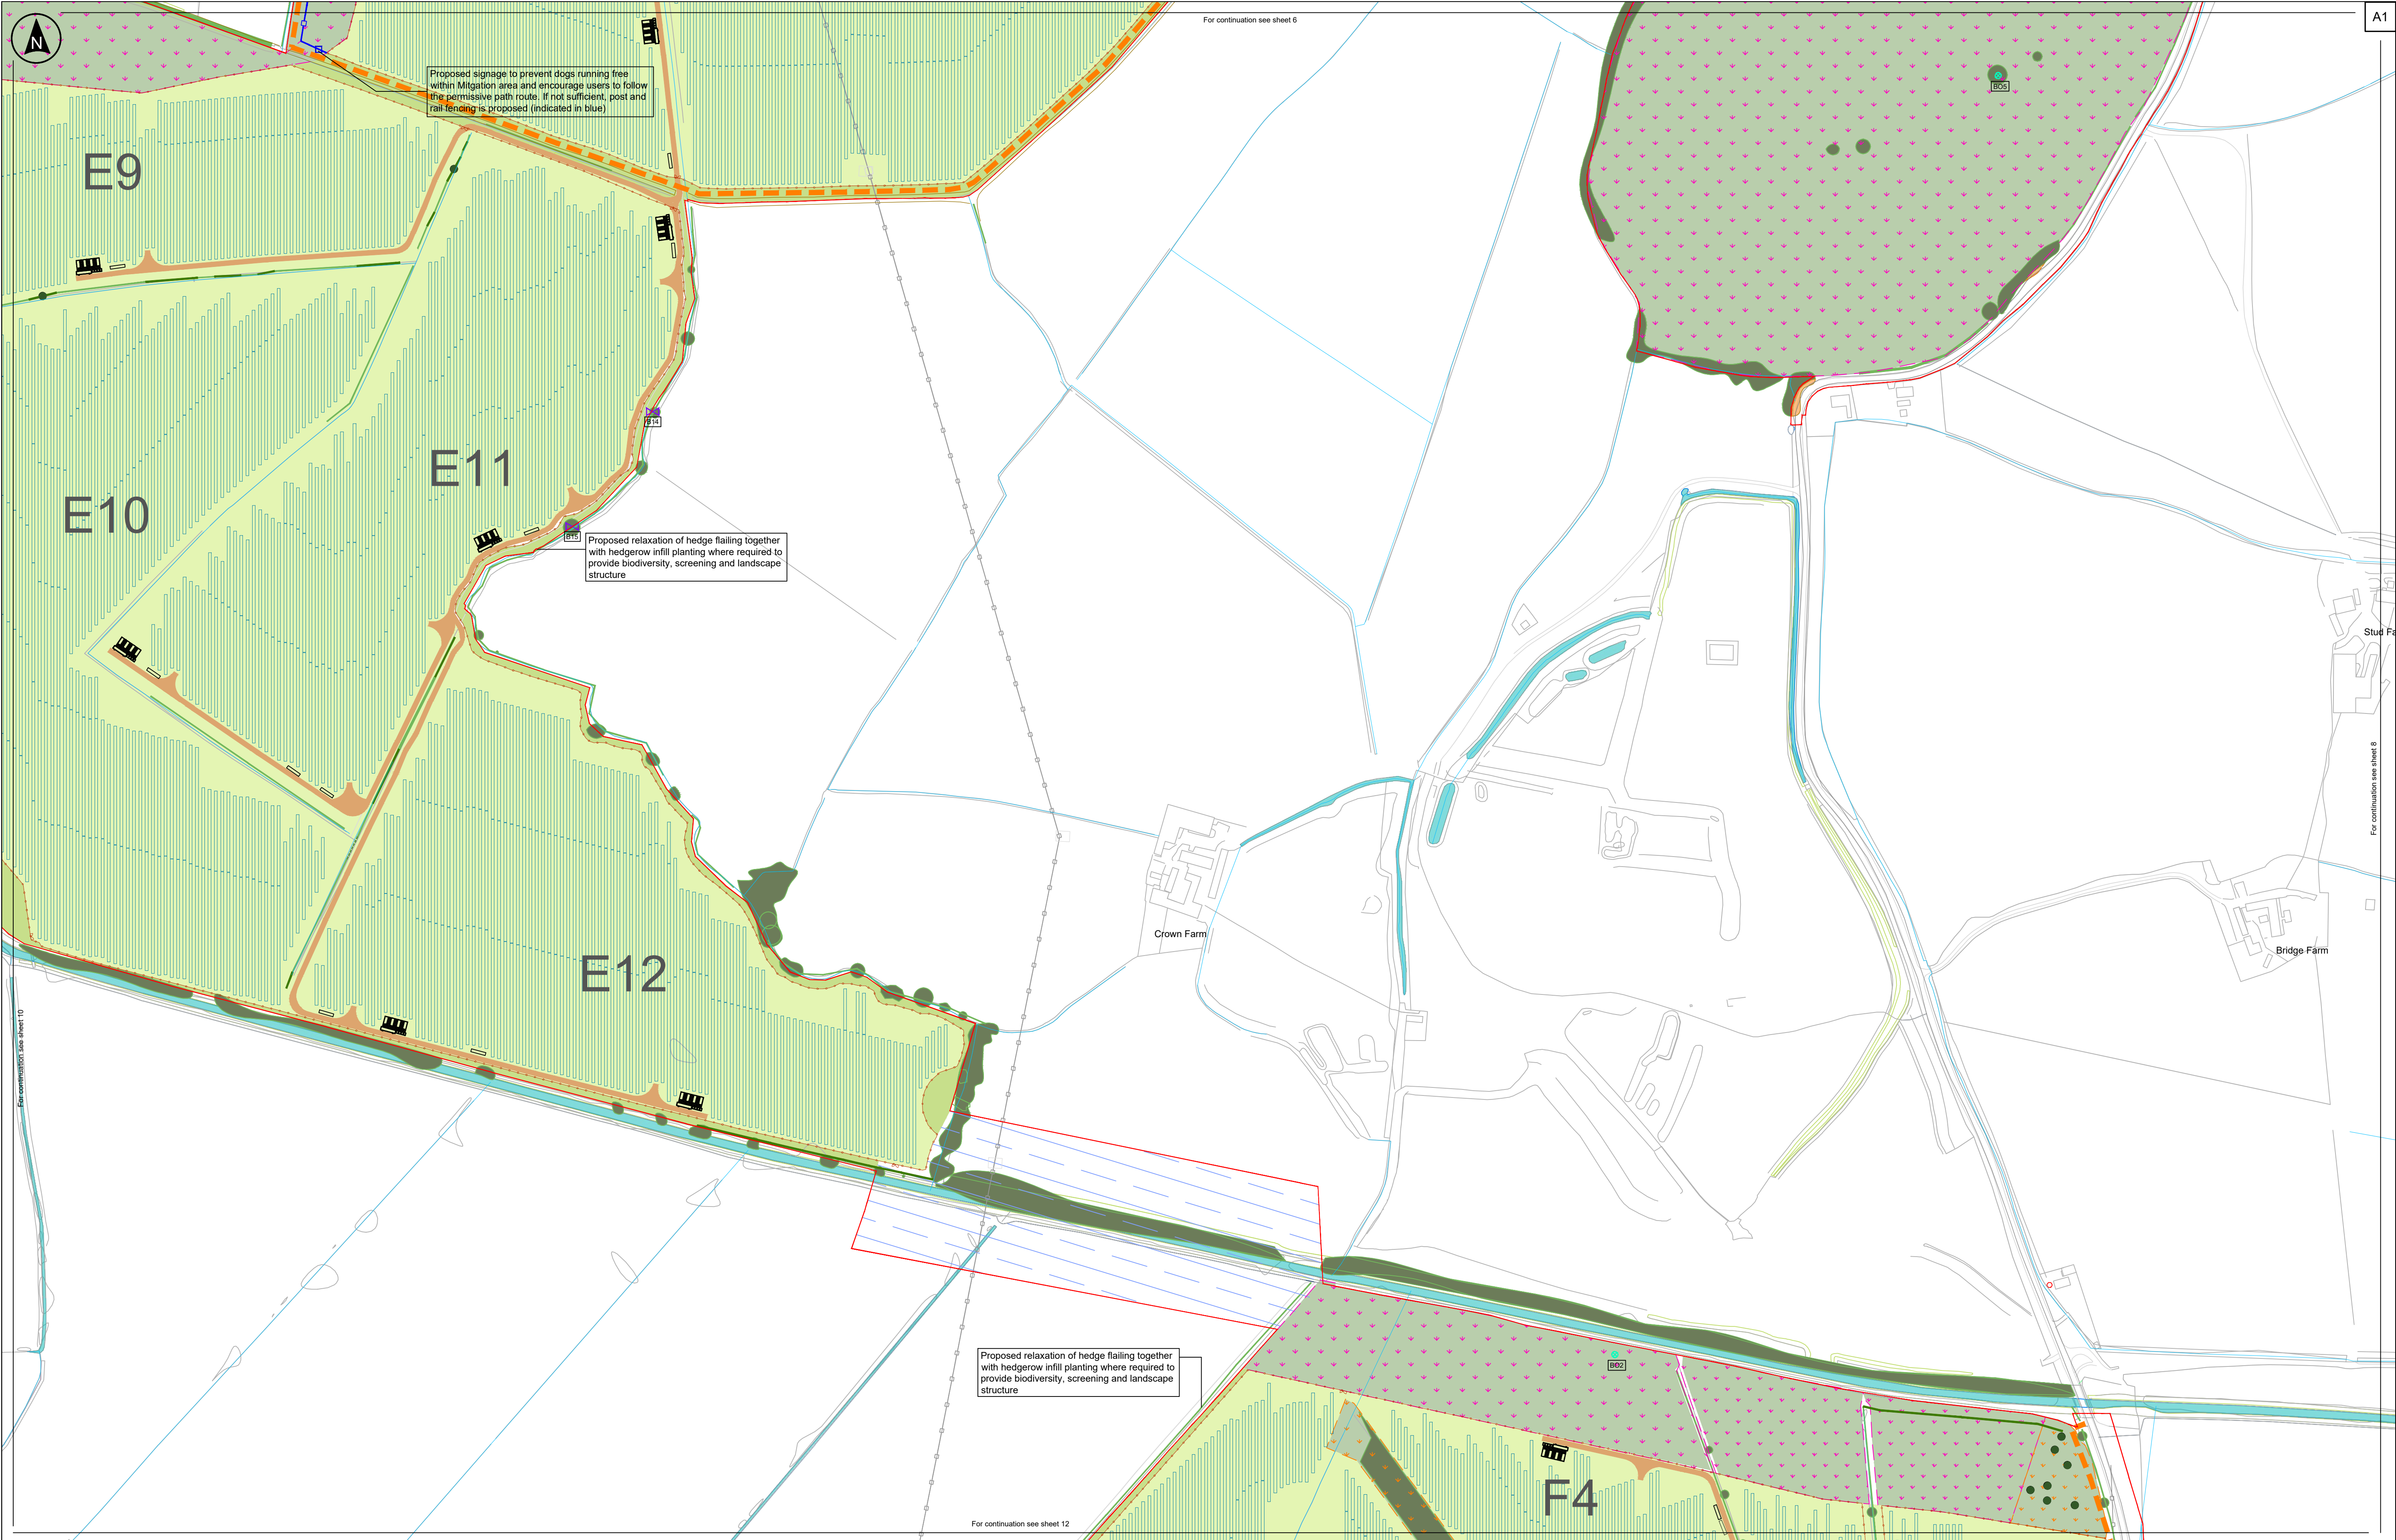 For continuation see sheet 6
A1
N
Proposed signage to prevent dogs running free
within Mitgation area and encourage users to follow
the permissive path route. If not sufficient, post and
rail fencing is proposed (indicated in blue)
BD5
E9
B14
E11
E10
B15
Proposed relaxation of hedge flailing together
with hedgerow infill planting where required to
provide biodiversity, screening and landscape
structure
Stud Fa
For continuation see sheet 8
Crown Farm
Bridge Farm
E12
For continuation see sheet 10
Proposed relaxation of hedge flailing together
with hedgerow infill planting where required to
provide biodiversity, screening and landscape
structure
F4
For continuation see sheet 12